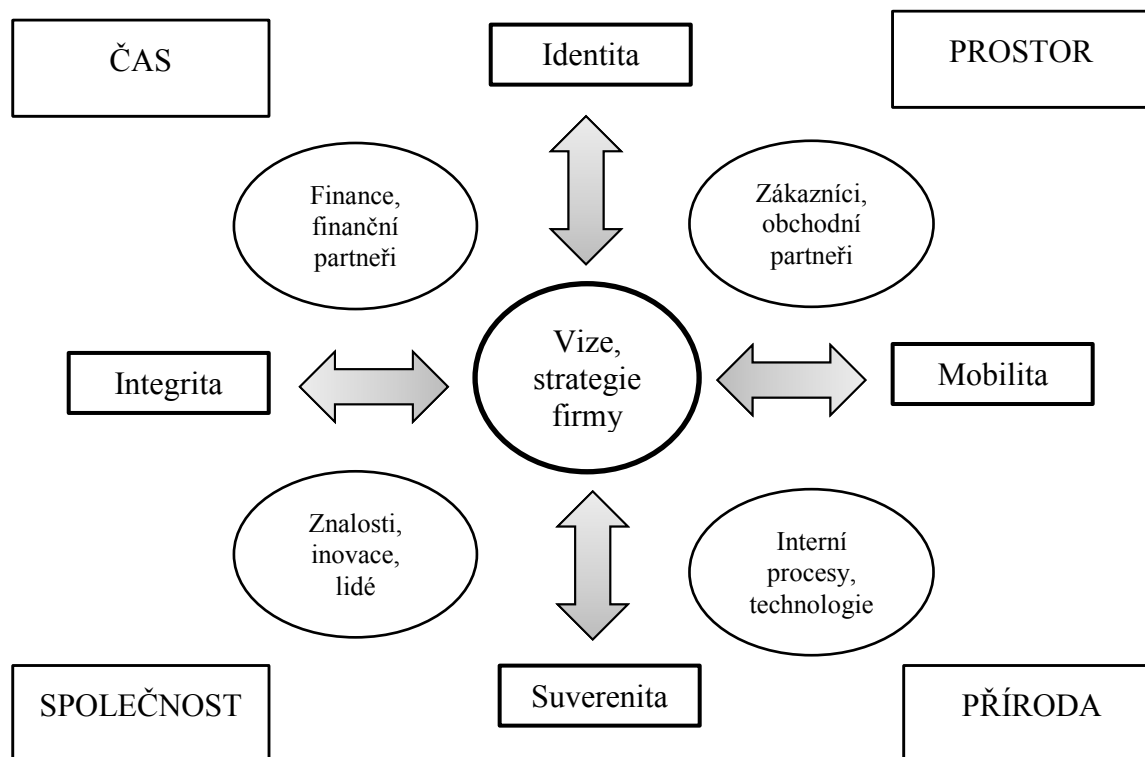 ČAS
Identita
PROSTOR
Finance,
finanční
partneři
Zákazníci,
obchodní
partneři
Integrita
Vize,
strategie
firmy
Mobilita
Znalosti,
inovace,
lidé
Interní
procesy,
technologie
SPOLEČNOST
Suverenita
PŘÍRODA